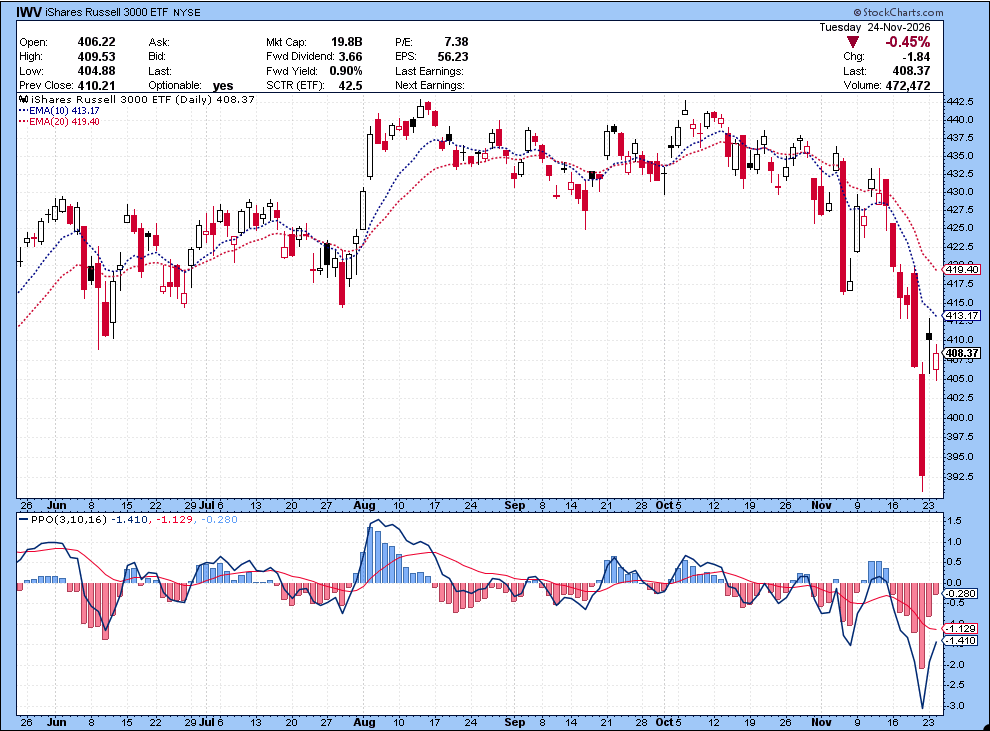 IWV iShares Russell 3000 ETF NYSE © StockCharts.com
Tuesday 24-Nov-2026
Open: 406.22 Ask: Mkt Cap: 19.8B P/E: 7.38 ▼ -0.45%
High: 409.53 Bid: Fwd Dividend: 3.66 EPS: 56.23 Chg: -1.84
Low: 404.88 Last: Fwd Yield: 0.90% Last Earnings: Last: 408.37
Prev Close: 410.21 Optionable: yes SCTR (ETF): 42.5 Next Earnings: Volume: 472,472
iShares Russell 3000 ETF (Daily) 408.37
EMA(10) 413.17
EMA(20) 419.40
442.5
440.0
437.5
435.0
432.5
430.0
427.5
425.0
422.5
419.40
417.5
415.0
413.17
412.5
410.0
408.37
407.5
405.0
402.5
400.0
397.5
395.0
392.5
26 Jun 8 15 22 29 Jul 6 13 20 27 Aug 10 17 24 Sep 8 14 21 28 Oct 5 12 19 26 Nov 9 16 23
PPO(3,10,16) -1.410, -1.129, -0.280
1.5
1.0
0.5
0.0
-0.280
-0.5
-1.129
-1.410
-2.0
-2.5
-3.0
26 Jun 8 15 22 29 Jul 6 13 20 27 Aug 10 17 24 Sep 8 14 21 28 Oct 5 12 19 26 Nov 9 16 23